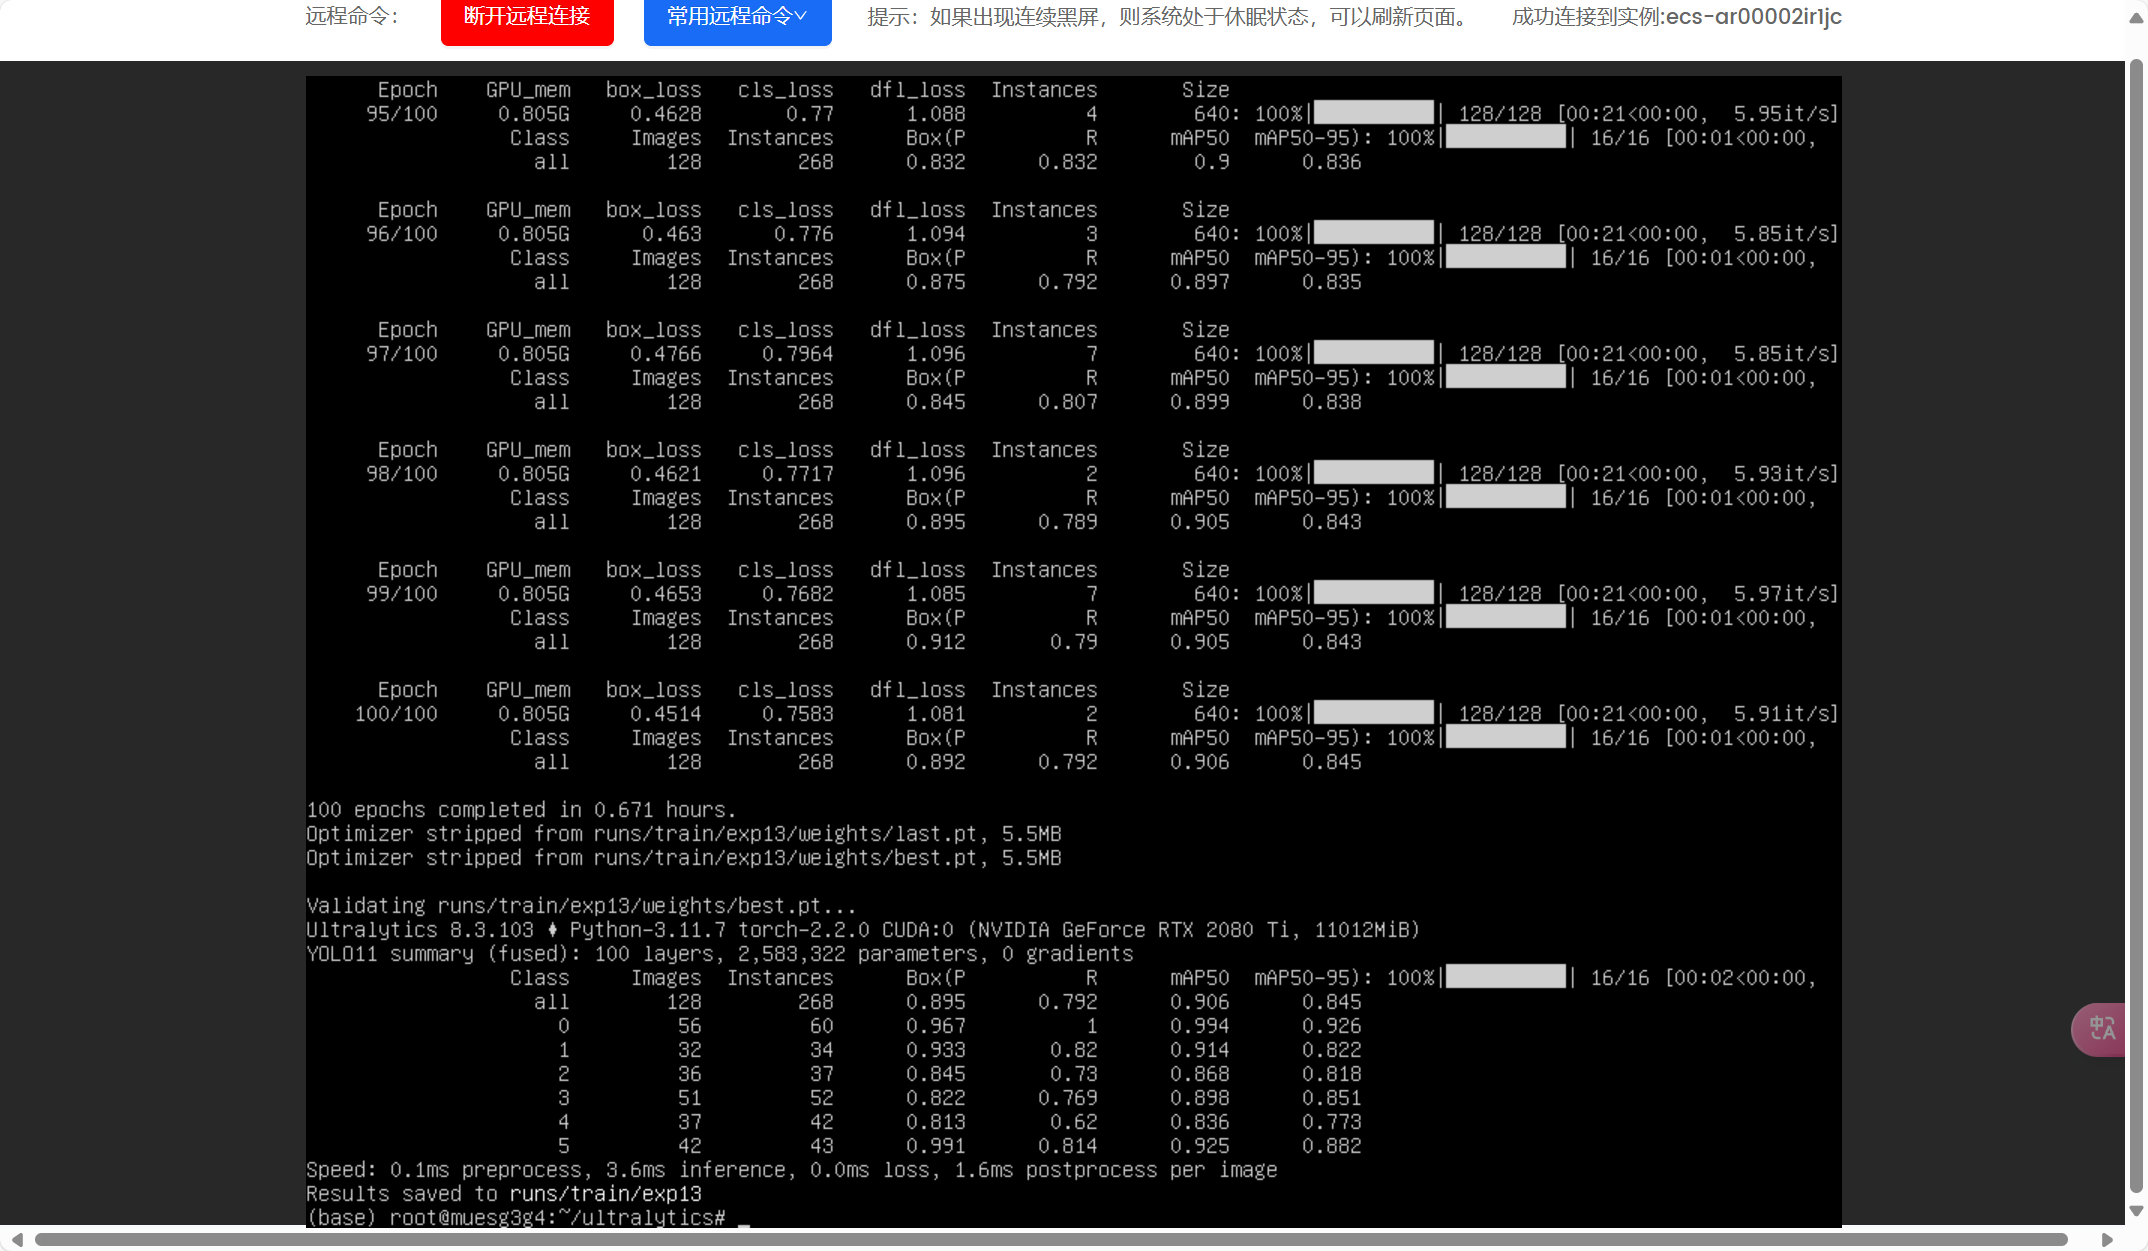 远程命令： 断开远程连接 常用远程命令 提示：如果出现连续黑屏，则系统处于休眠状态，可以刷新页面。 成功连接到实例:ecs-ar00002ir1jc
Epoch GPU_mem box_loss cls_loss dfl_loss Instances Size
95/100 0.805G 0.4628 0.77 1.088 4 640: 100%|██████████| 128/128 [00:21<00:00, 5.95it/s]
Class Images Instances Box(P R mAP50 mAP50-95): 100%|██████████| 16/16 [00:01<00:00,
all 128 268 0.832 0.832 0.9 0.836
Epoch GPU_mem box_loss cls_loss dfl_loss Instances Size
96/100 0.805G 0.463 0.776 1.094 3 640: 100%|██████████| 128/128 [00:21<00:00, 5.85it/s]
Class Images Instances Box(P R mAP50 mAP50-95): 100%|██████████| 16/16 [00:01<00:00,
all 128 268 0.875 0.792 0.897 0.835
Epoch GPU_mem box_loss cls_loss dfl_loss Instances Size
97/100 0.805G 0.4766 0.7964 1.096 7 640: 100%|██████████| 128/128 [00:21<00:00, 5.85it/s]
Class Images Instances Box(P R mAP50 mAP50-95): 100%|██████████| 16/16 [00:01<00:00,
all 128 268 0.845 0.807 0.899 0.838
Epoch GPU_mem box_loss cls_loss dfl_loss Instances Size
98/100 0.805G 0.4621 0.7717 1.096 2 640: 100%|██████████| 128/128 [00:21<00:00, 5.93it/s]
Class Images Instances Box(P R mAP50 mAP50-95): 100%|██████████| 16/16 [00:01<00:00,
all 128 268 0.895 0.789 0.905 0.843
Epoch GPU_mem box_loss cls_loss dfl_loss Instances Size
99/100 0.805G 0.4653 0.7682 1.085 7 640: 100%|██████████| 128/128 [00:21<00:00, 5.97it/s]
Class Images Instances Box(P R mAP50 mAP50-95): 100%|██████████| 16/16 [00:01<00:00,
all 128 268 0.912 0.79 0.905 0.843
Epoch GPU_mem box_loss cls_loss dfl_loss Instances Size
100/100 0.805G 0.4514 0.7583 1.081 2 640: 100%|██████████| 128/128 [00:21<00:00, 5.91it/s]
Class Images Instances Box(P R mAP50 mAP50-95): 100%|██████████| 16/16 [00:01<00:00,
all 128 268 0.892 0.792 0.906 0.845
100 epochs completed in 0.671 hours.
Optimizer stripped from runs/train/exp13/weights/last.pt, 5.5MB
Optimizer stripped from runs/train/exp13/weights/best.pt, 5.5MB
Validating runs/train/exp13/weights/best.pt...
Ultralytics 8.3.103 ♦ Python-3.11.7 torch-2.2.0 CUDA:0 (NVIDIA GeForce RTX 2080 Ti, 11012MiB)
YOLO11 summary (fused): 100 layers, 2,583,322 parameters, 0 gradients
Class Images Instances Box(P R mAP50 mAP50-95): 100%|██████████| 16/16 [00:02<00:00,
all 128 268 0.895 0.792 0.906 0.845
0 56 60 0.967 1 0.994 0.926
1 32 34 0.933 0.82 0.914 0.822
2 36 37 0.845 0.73 0.868 0.818
3 51 52 0.822 0.769 0.898 0.851
4 37 42 0.813 0.62 0.836 0.773
5 42 43 0.991 0.814 0.925 0.882
Speed: 0.1ms preprocess, 3.6ms inference, 0.0ms loss, 1.6ms postprocess per image
Results saved to runs/train/exp13
(base) root@muesg3g4:~/ultralytics# _
中A